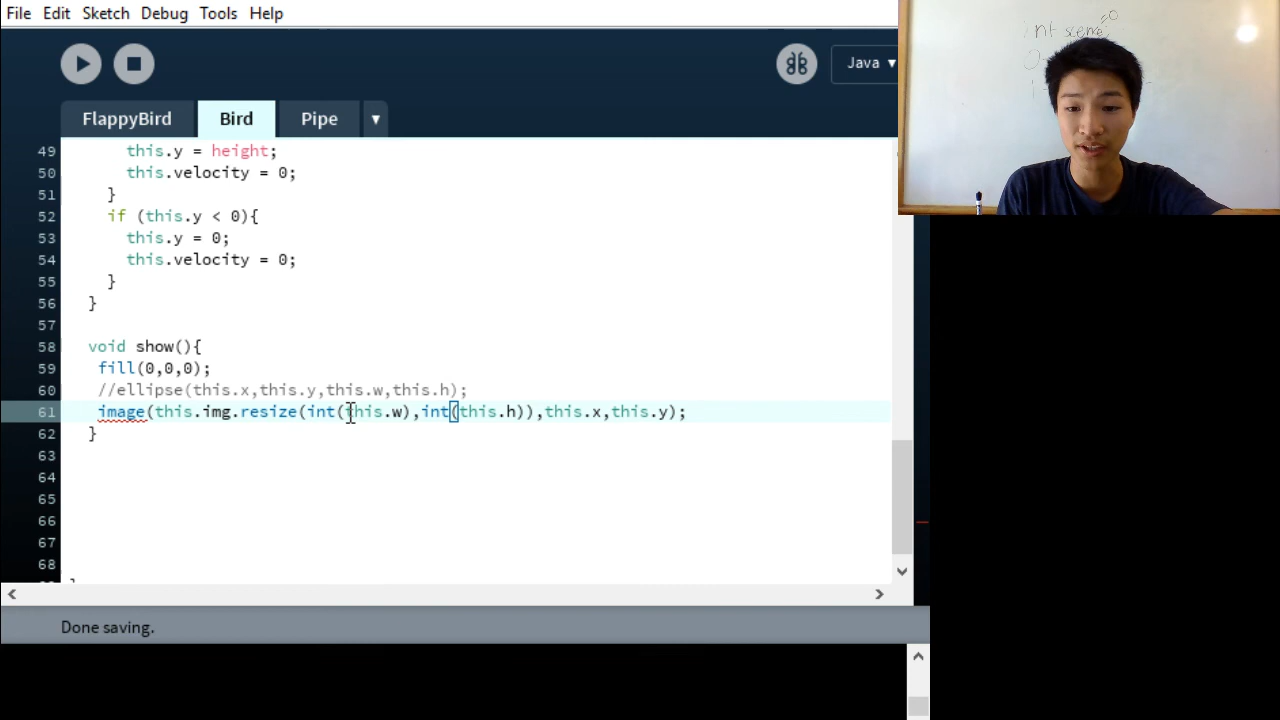 File Edit Sketch Debug Tools Help
Java ▾
FlappyBird Bird Pipe ▾
int scene=0
49 this.y = height;
50 this.velocity = 0;
51 }
52 if (this.y < 0){
53 this.y = 0;
54 this.velocity = 0;
55 }
56 }
57
58 void show(){
59 fill(0,0,0);
60 //ellipse(this.x,this.y,this.w,this.h);
61 image(this.img.resize(int(this.w),int(this.h)),this.x,this.y);
62 }
63
64
65
66
67
68
Done saving.